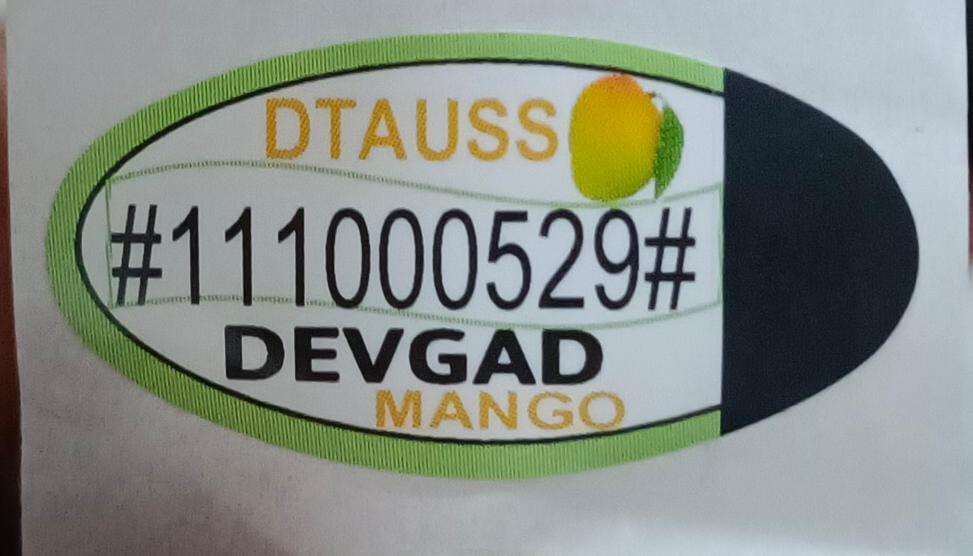 DTAUSS
#111000529#
DEVGAD
MANGO